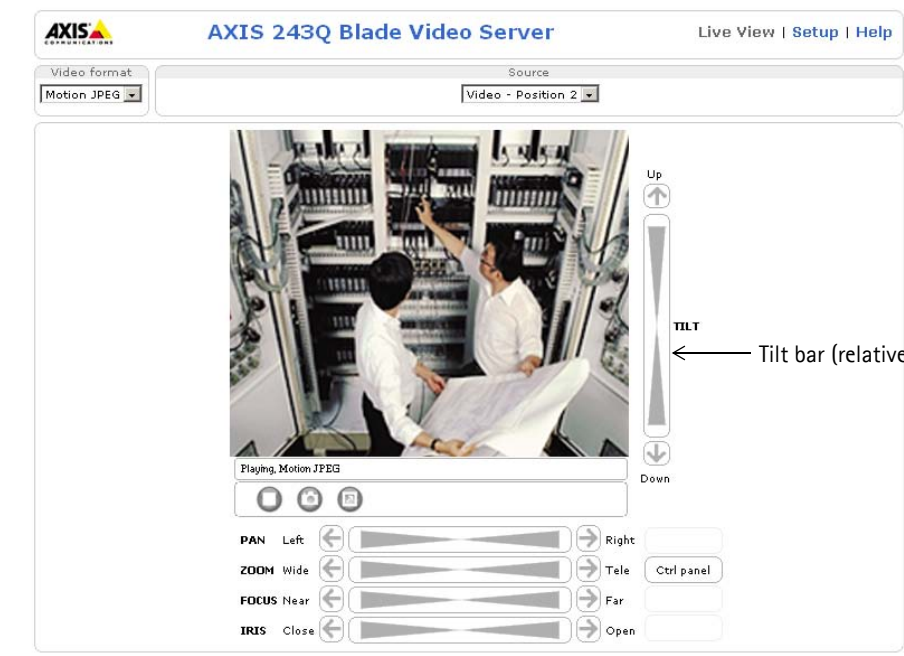 AXIS
COMMUNICATIONS
AXIS 243Q Blade Video Server
Live View | Setup | Help
Video format
Source
Motion JPEG
Video - Position 2
Up
TILT
Tilt bar (relative
Playing, Motion JPEG
Down
PAN Left Right
ZOOM Wide Tele Ctrl panel
FOCUS Near Far
IRIS Close Open